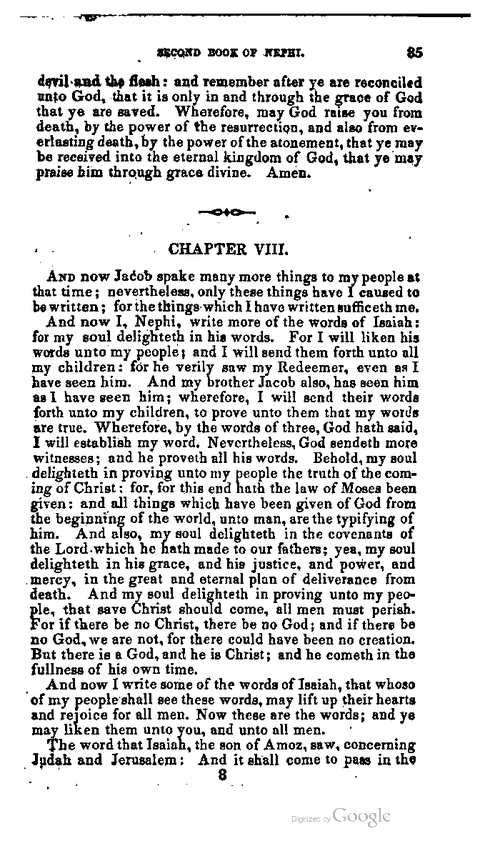 SECOND BOOK OF NEPHI. 85
devil and the flesh: and remember after ye are reconciled
unto God, that it is only in and through the grace of God
that ye are saved. Wherefore, may God raise you from
death, by the power of the resurrection, and also from ev-
erlasting death, by the power of the atonement, that ye may
be received into the eternal kingdom of God, that ye may
praise him through grace divine. Amen.
CHAPTER VIII.
AND now Jacob spake many more things to my people at
that time; nevertheless, only these things have I caused to
be written; for the things which I have written sufficeth me.
And now I, Nephi, write more of the words of Isaiah:
for my soul delighteth in his words. For I will liken his
words unto my people; and I will send them forth unto all
my children: for he verily saw my Redeemer, even as I
have seen him. And my brother Jacob also, has seen him
as I have seen him; wherefore, I will send their words
forth unto my children, to prove unto them that my words
are true. Wherefore, by the words of three, God hath said,
I will establish my word. Nevertheless, God sendeth more
witnesses; and he proveth all his words. Behold, my soul
delighteth in proving unto my people the truth of the com-
ing of Christ: for, for this end hath the law of Moses been
given: and all things which have been given of God from
the beginning of the world, unto man, are the typifying of
him. And also, my soul delighteth in the covenants of
the Lord which he hath made to our fathers; yea, my soul
delighteth in his grace, and his justice, and power, and
mercy, in the great and eternal plan of deliverance from
death. And my soul delighteth in proving unto my peo-
ple, that save Christ should come, all men must perish.
For if there be no Christ, there be no God; and if there be
no God, we are not, for there could have been no creation.
But there is a God, and he is Christ; and he cometh in the
fullness of his own time.
And now I write some of the words of Isaiah, that whoso
of my people shall see these words, may lift up their hearts
and rejoice for all men. Now these are the words; and ye
may liken them unto you, and unto all men.
The word that Isaiah, the son of Amoz, saw, concerning
Judah and Jerusalem: And it shall come to pass in the
8
Digitized by Google